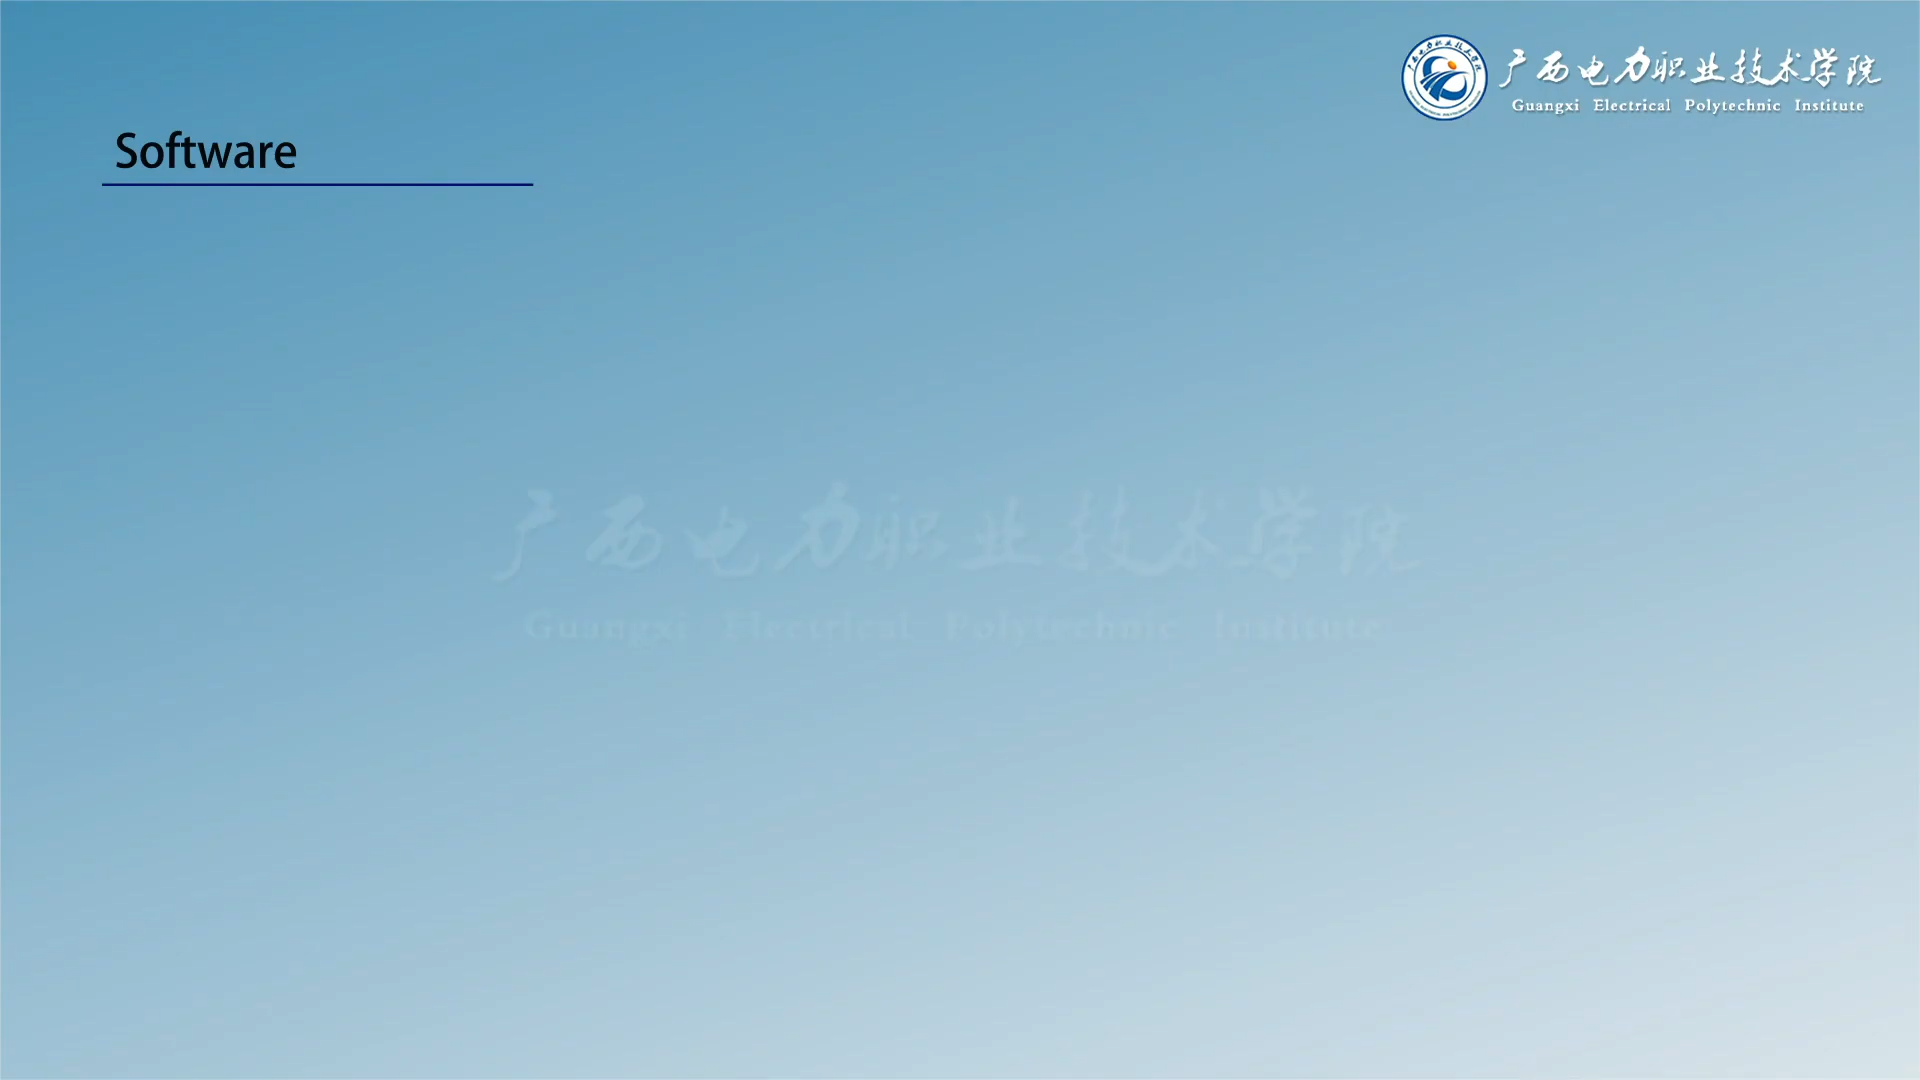 广西电力职业技术学院
Guangxi Electrical Polytechnic Institute
Software
广西电力职业技术学院
Guangxi Electrical Polytechnic Institute